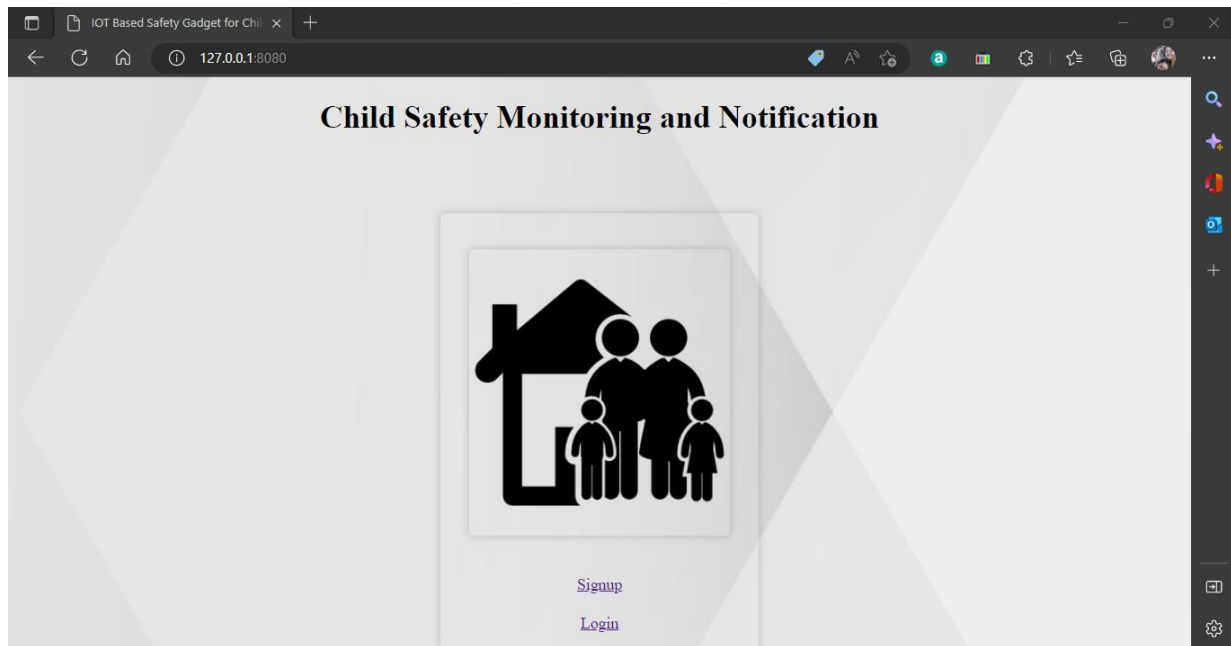 IOT Based Safety Gadget for Chil
127.0.0.1:8080
a
Child Safety Monitoring and Notification
Signup
Login